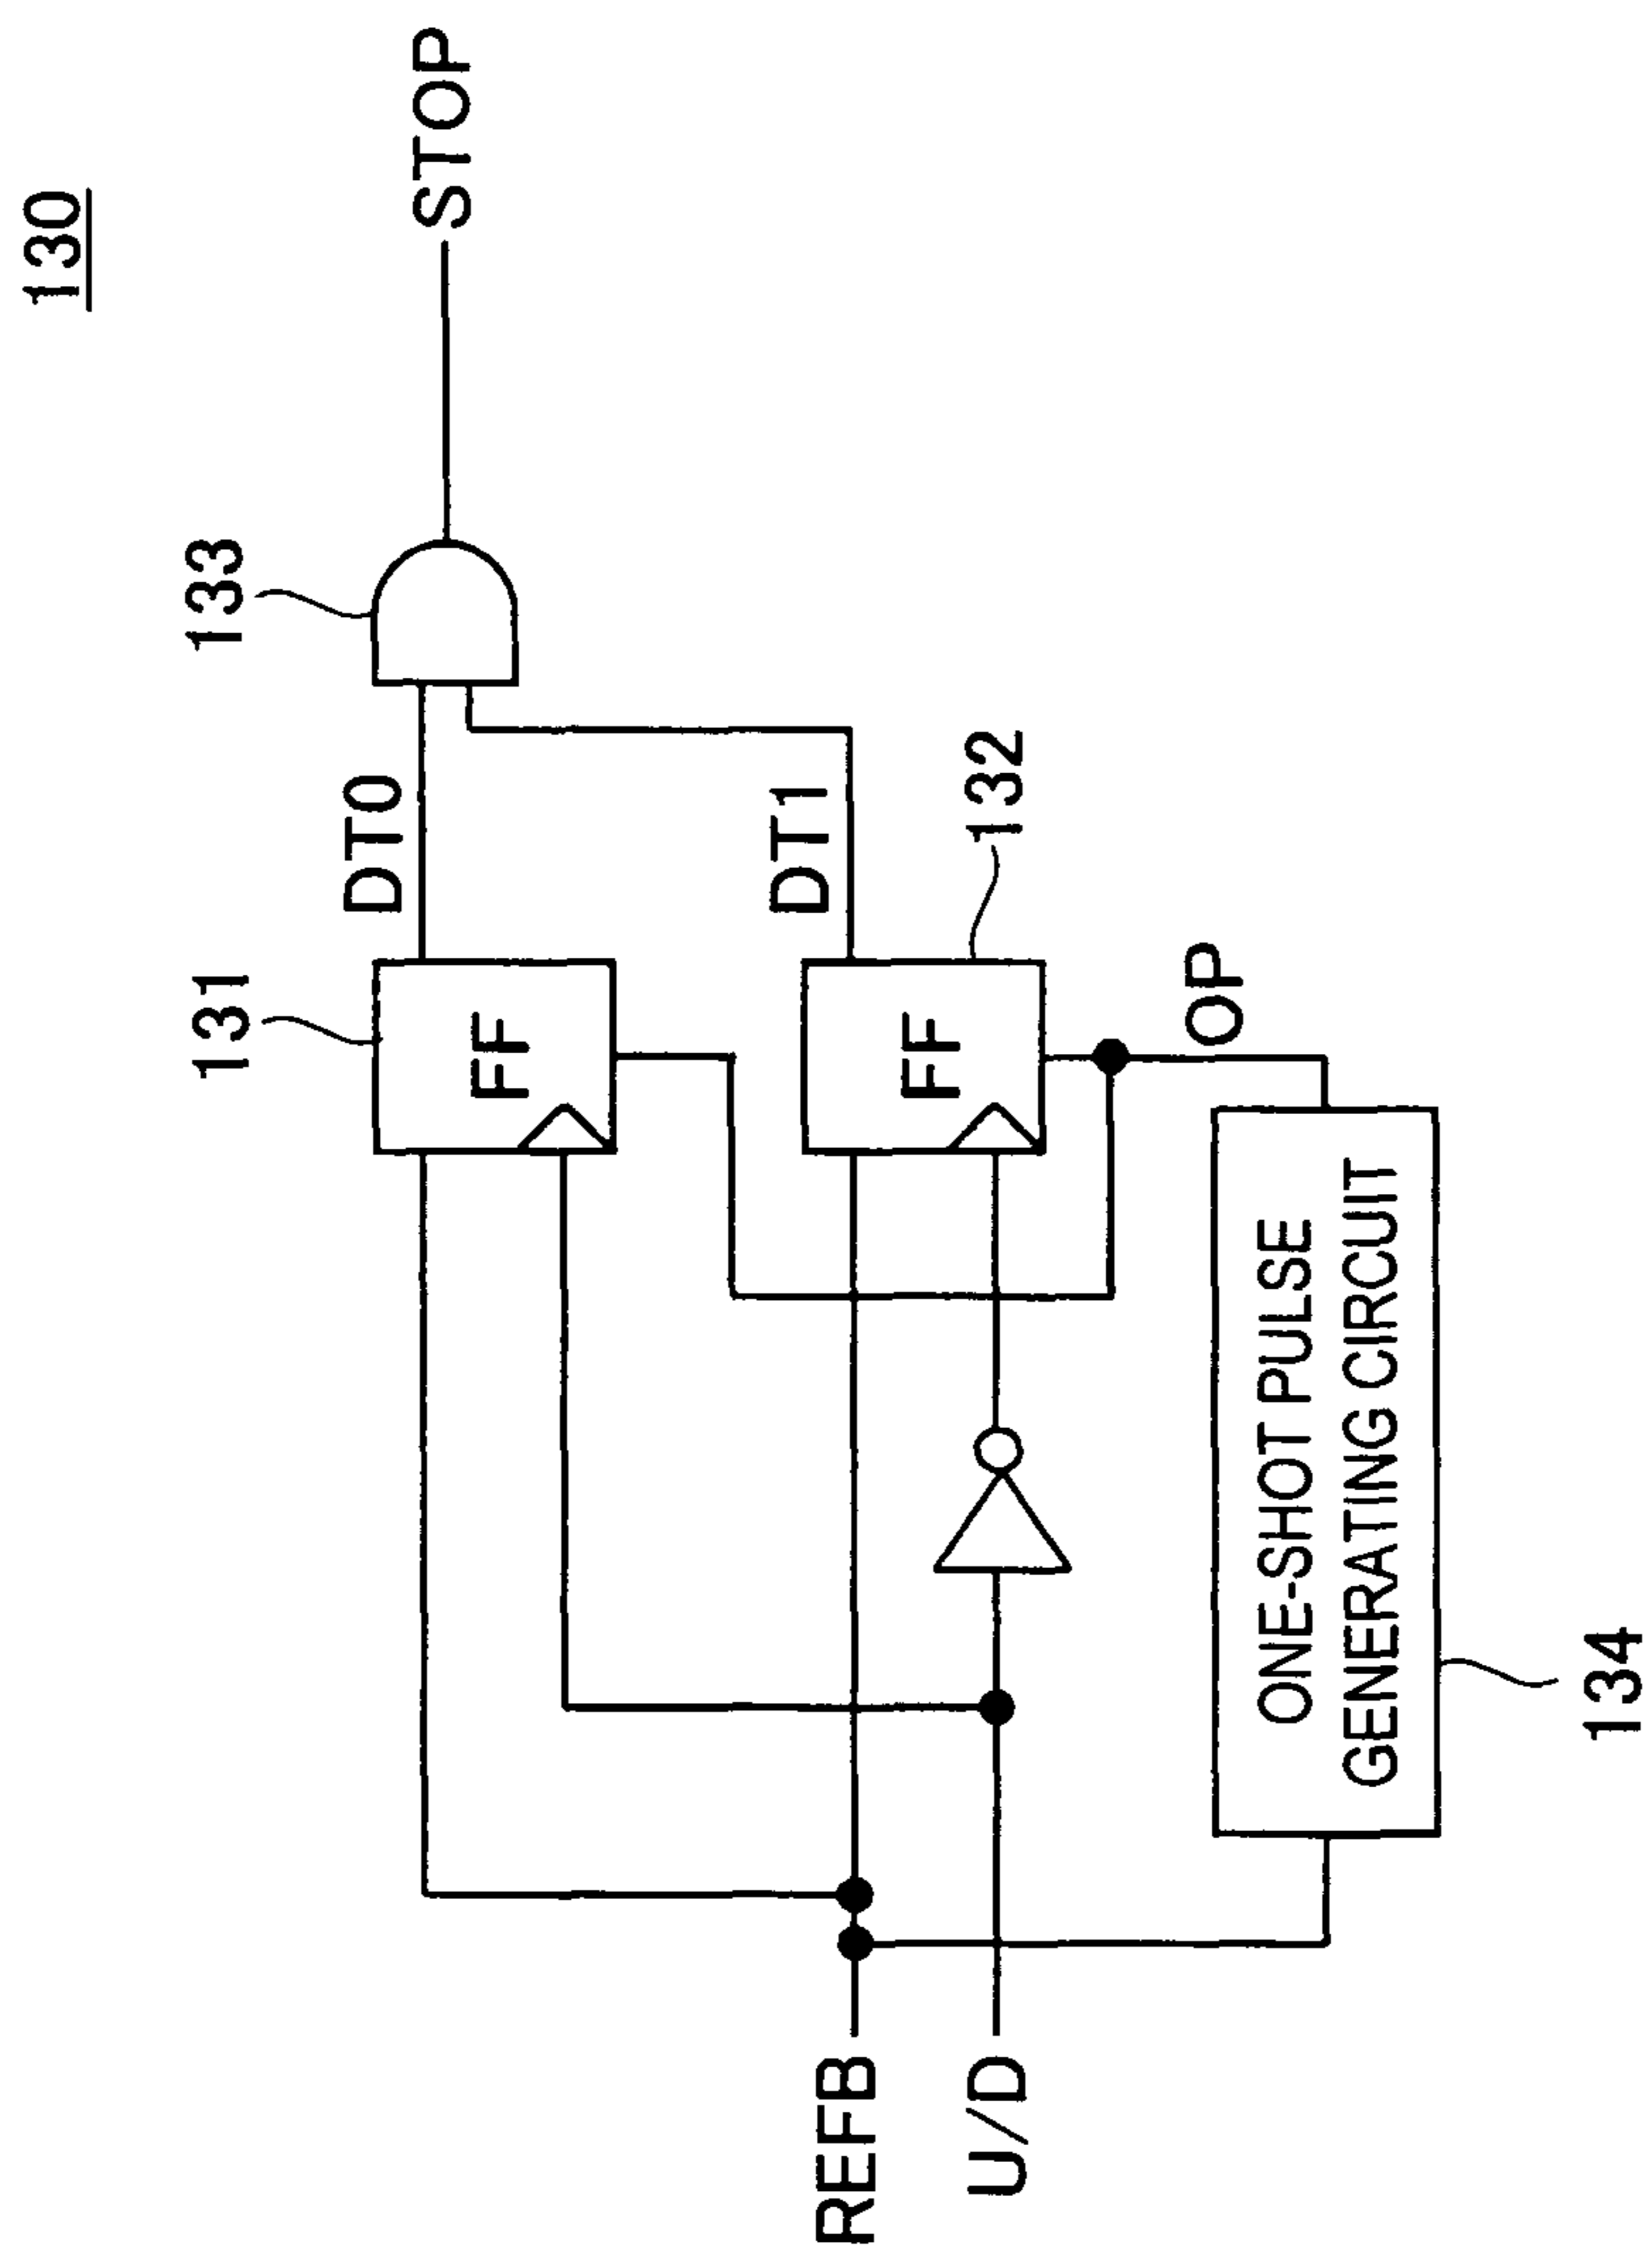 130
131
133
DT0
STOP
FF
DT1
REFB
FF
132
U/D
OP
ONE-SHOT PULSE
GENERATING CIRCUIT
134